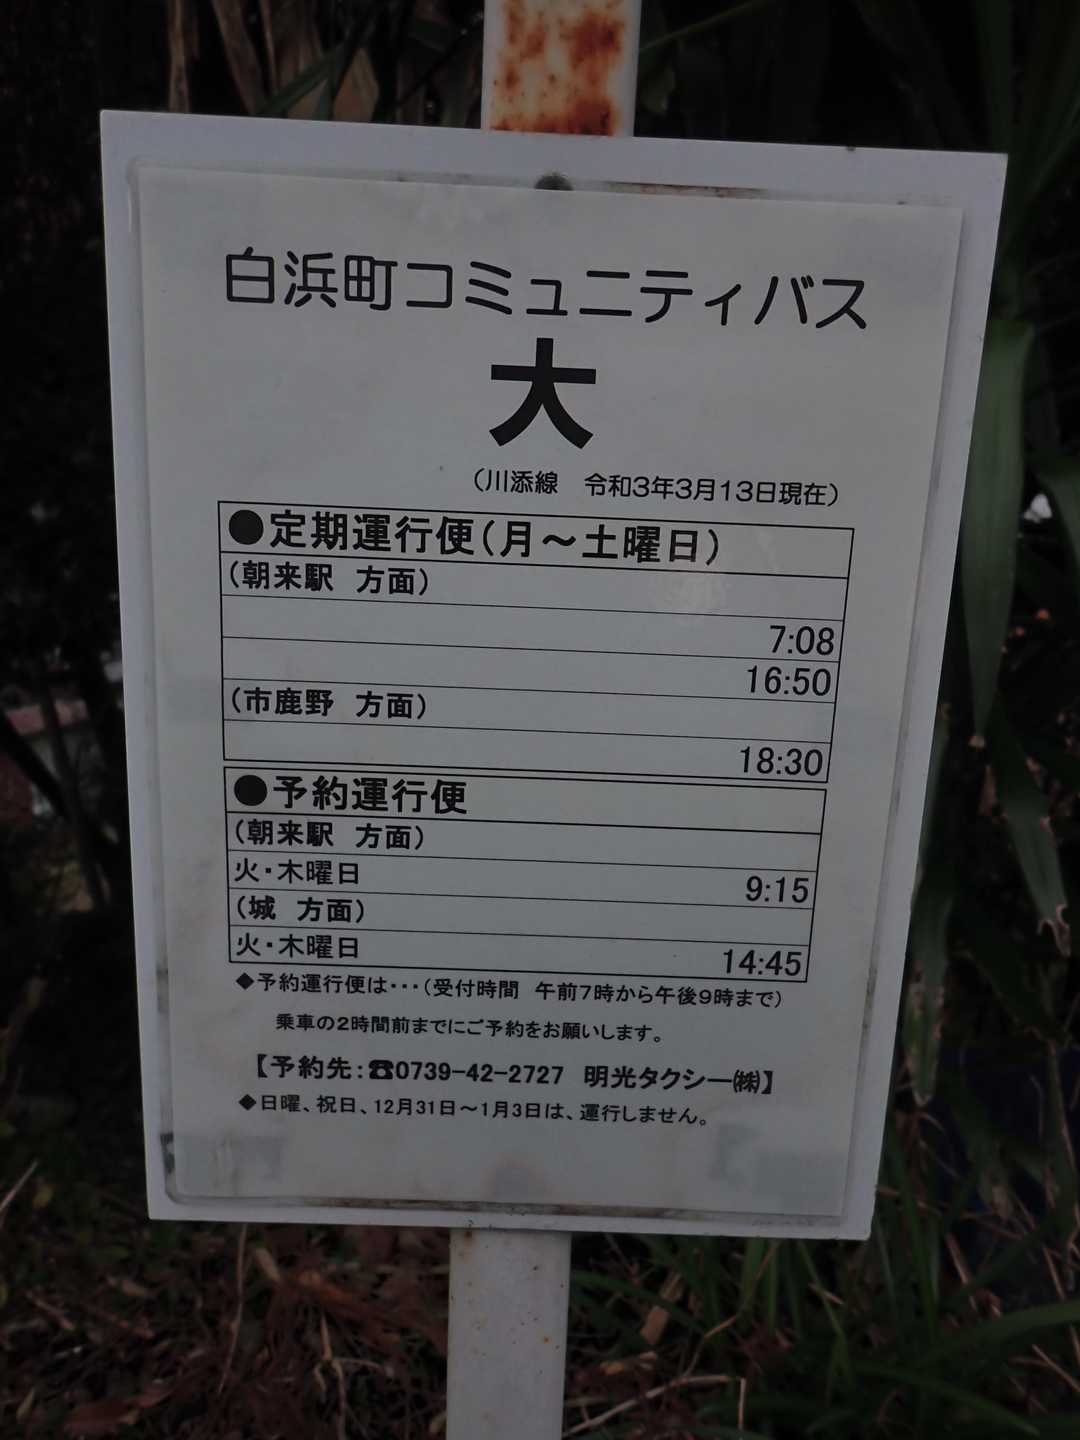 白浜町コミュニティバス
大
（川添線　令和3年3月13日現在）
●定期運行便（月～土曜日）
（朝来駅　方面）
7:08
16:50
（市鹿野　方面）
18:30
●予約運行便
（朝来駅　方面）
火・木曜日　9:15
（城　方面）
火・木曜日　14:45
◆予約運行便は・・・（受付時間　午前7時から午後9時まで）
乗車の2時間前までにご予約をお願いします。
【予約先：☎0739-42-2727　明光タクシー㈱】
◆日曜、祝日、12月31日～1月3日は、運行しません。